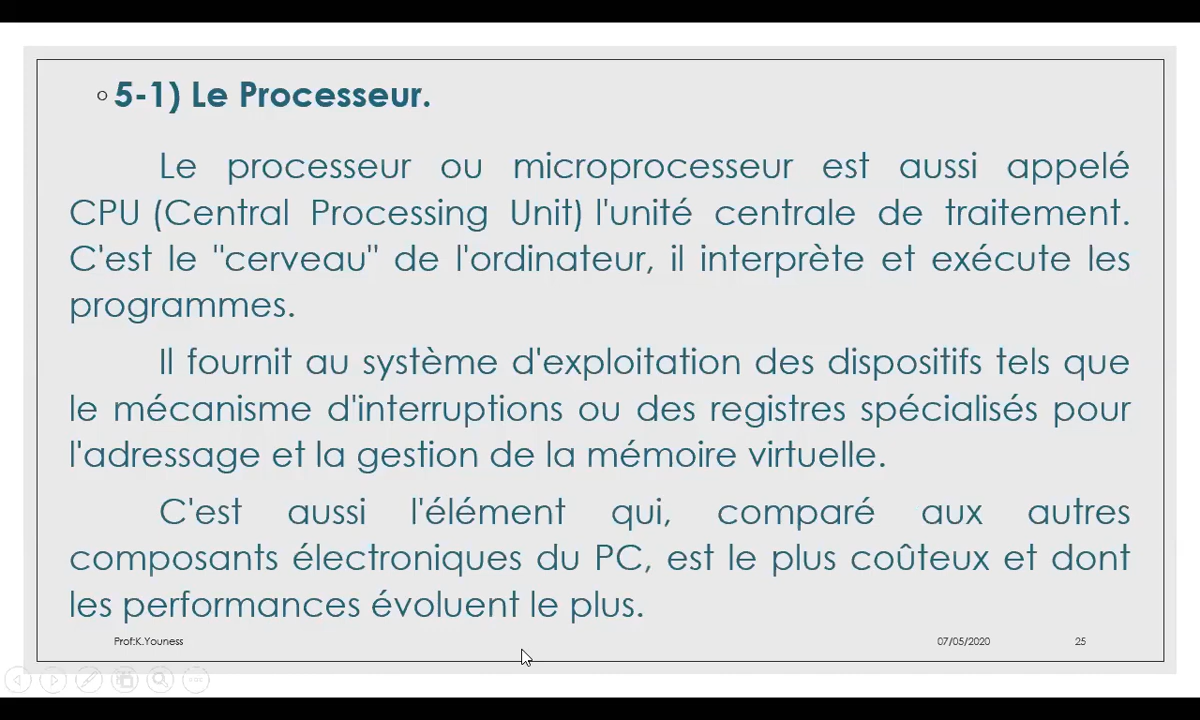 5-1) Le Processeur.
Le processeur ou microprocesseur est aussi appelé
CPU (Central Processing Unit) l'unité centrale de traitement.
C'est le "cerveau" de l'ordinateur, il interprète et exécute les
programmes.
Il fournit au système d'exploitation des dispositifs tels que
le mécanisme d'interruptions ou des registres spécialisés pour
l'adressage et la gestion de la mémoire virtuelle.
C'est aussi l'élément qui, comparé aux autres
composants électroniques du PC, est le plus coûteux et dont
les performances évoluent le plus.
Prof:K.Youness 07/05/2020 25